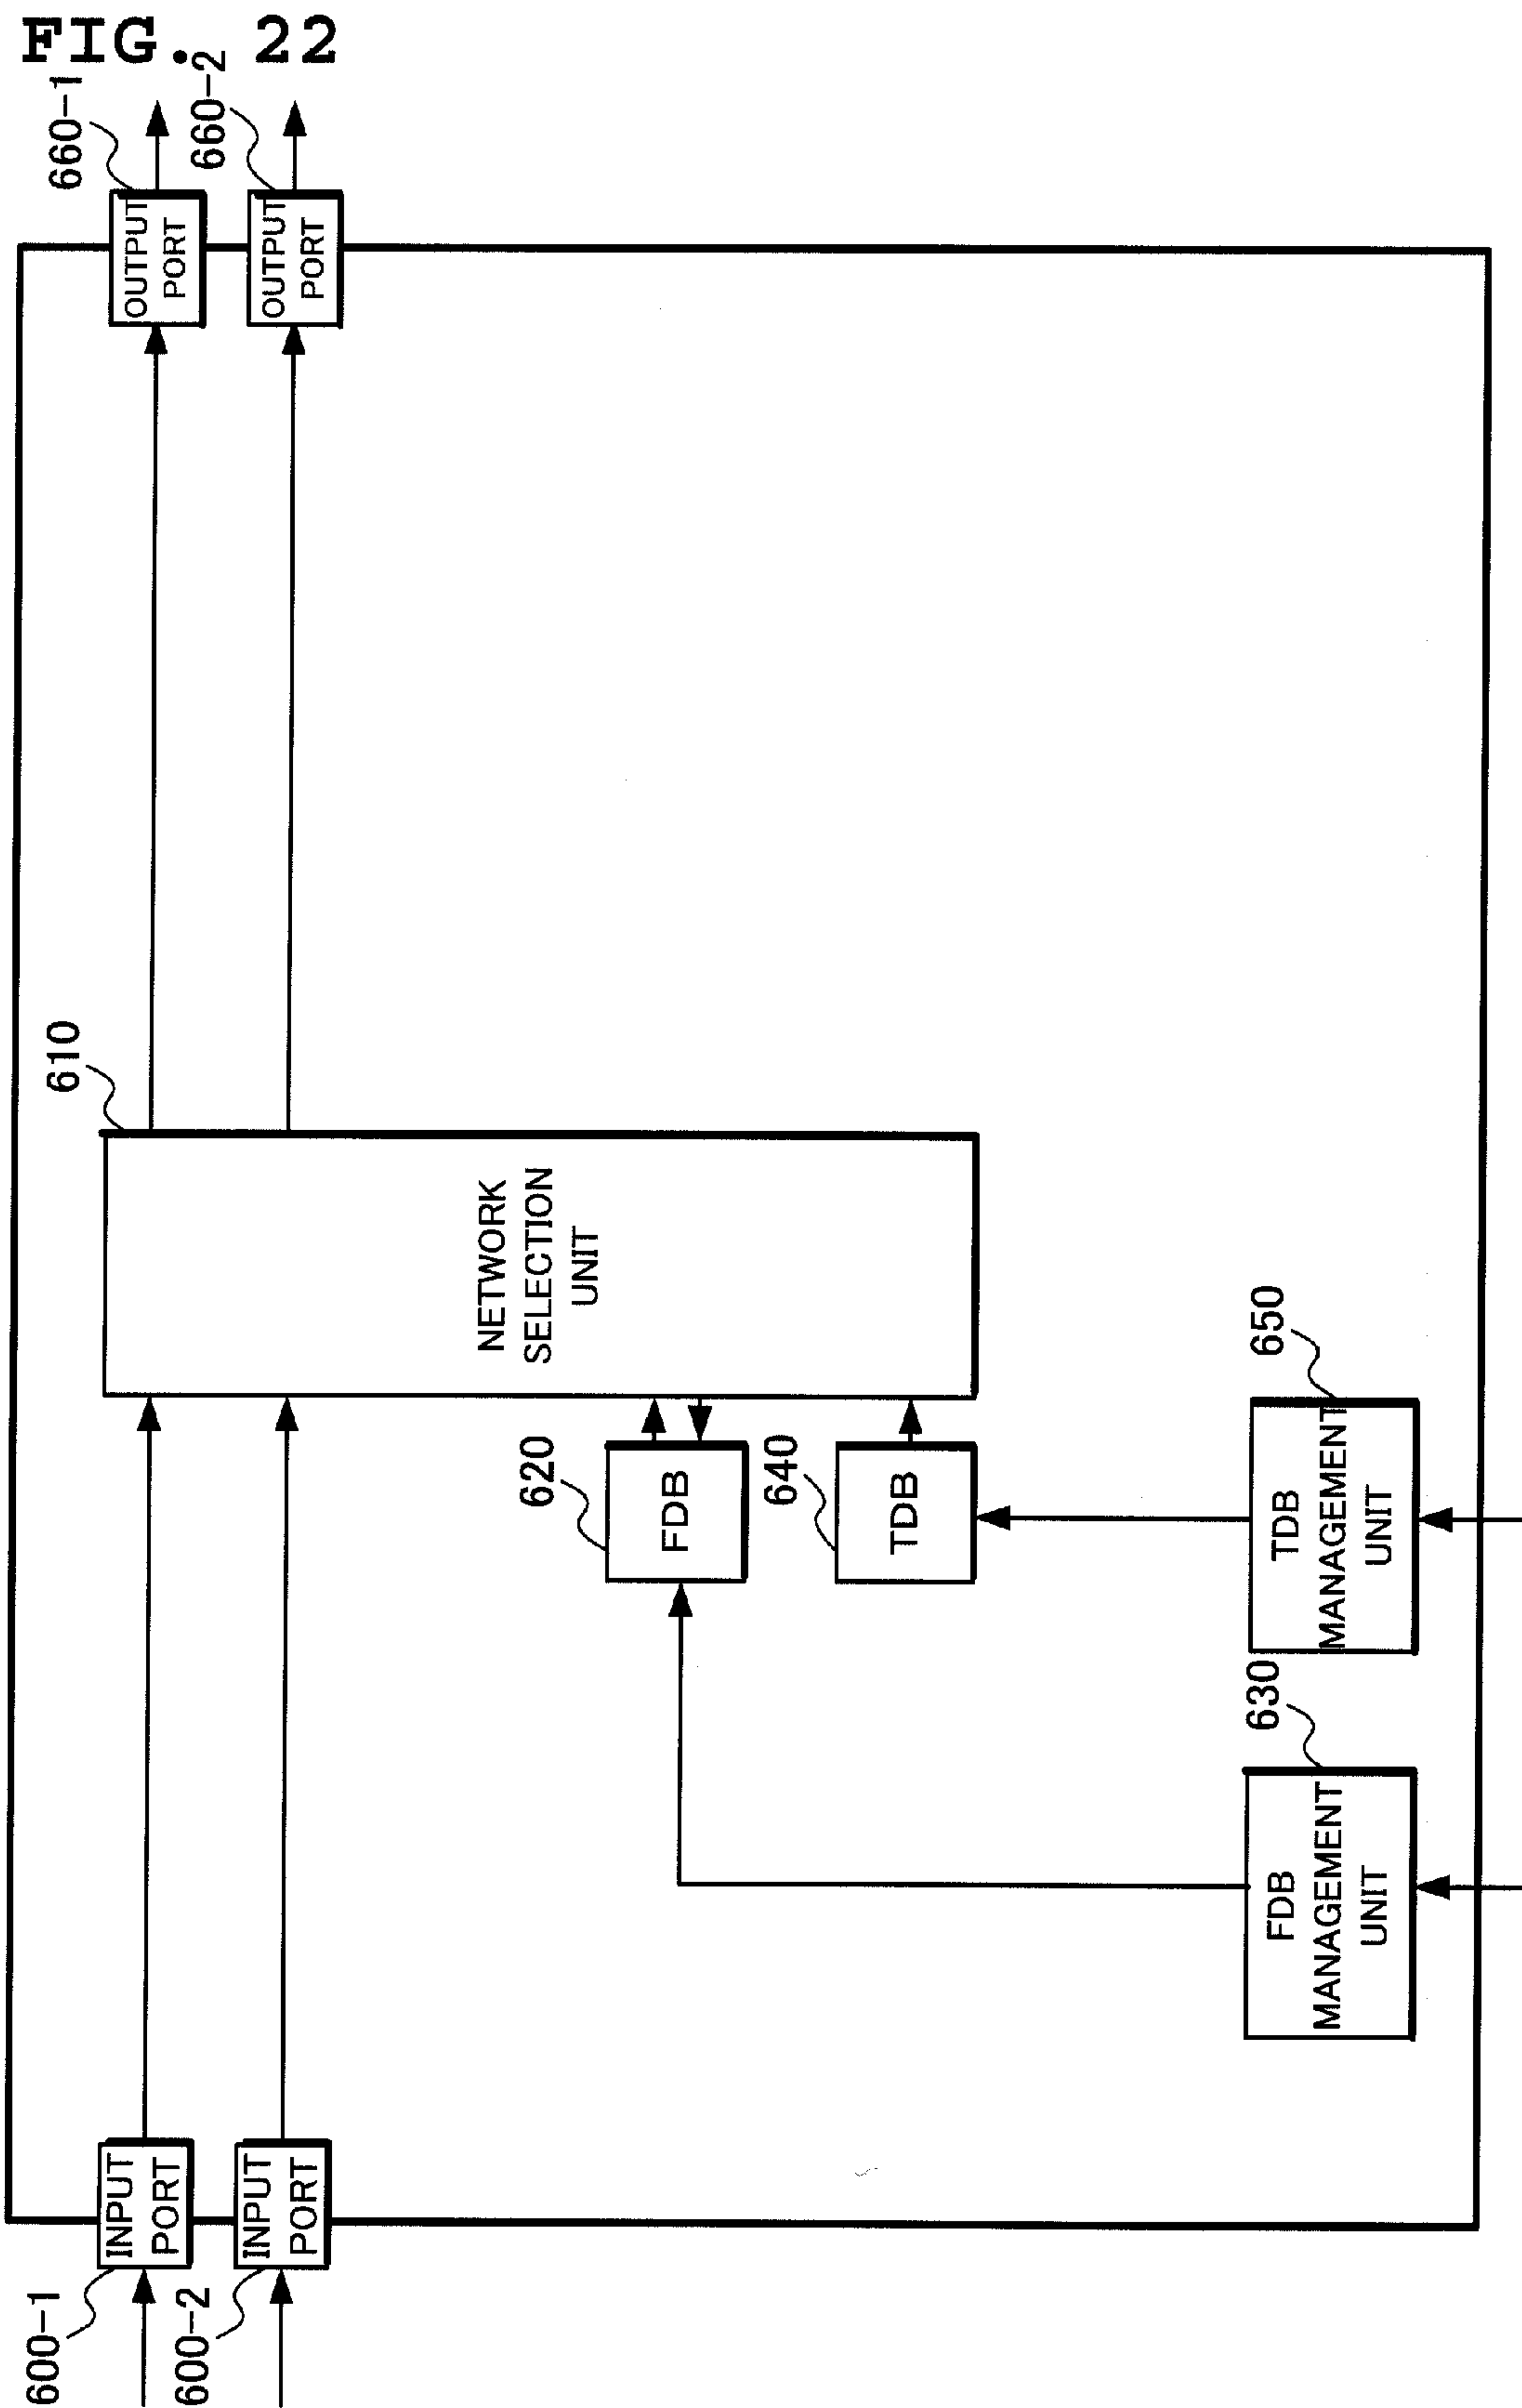 FIG. 22
600-1
INPUT
PORT
600-2
INPUT
PORT
610
NETWORK
SELECTION
UNIT
620
FDB
640
TDB
630
FDB
MANAGEMENT
UNIT
650
TDB
MANAGEMENT
UNIT
660-1
OUTPUT
PORT
660-2
OUTPUT
PORT